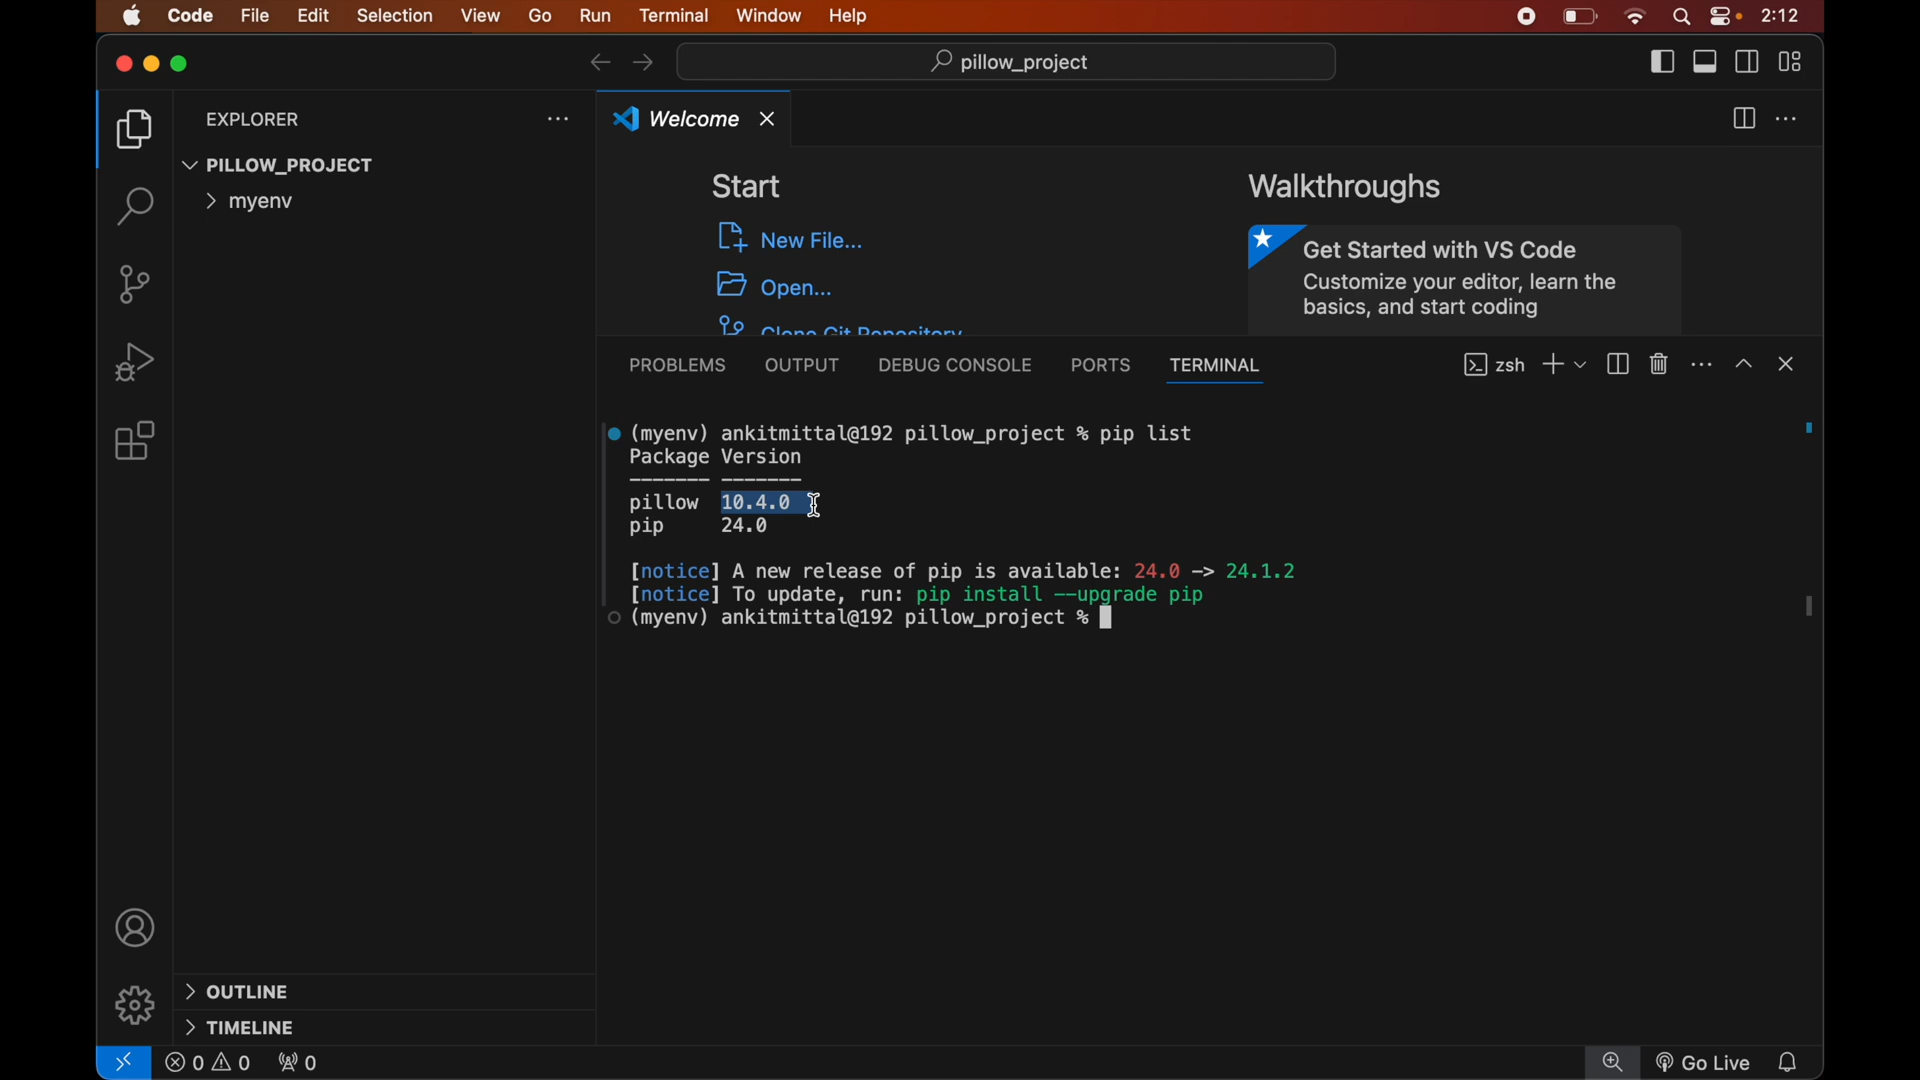 Code File Edit Selection View Go Run Terminal Window Help 2:12
pillow_project
EXPLORER
Welcome
PILLOW_PROJECT
myenv
Start
New File...
Open...
Clone Git Repository
Walkthroughs
Get Started with VS Code
Customize your editor, learn the
basics, and start coding
PROBLEMS OUTPUT DEBUG CONSOLE PORTS TERMINAL zsh
(myenv) ankitmittal@192 pillow_project % pip list
Package Version
------- -------
pillow 10.4.0
pip 24.0
[notice] A new release of pip is available: 24.0 -> 24.1.2
[notice] To update, run: pip install --upgrade pip
(myenv) ankitmittal@192 pillow_project %
OUTLINE
TIMELINE
0 0 0 Go Live